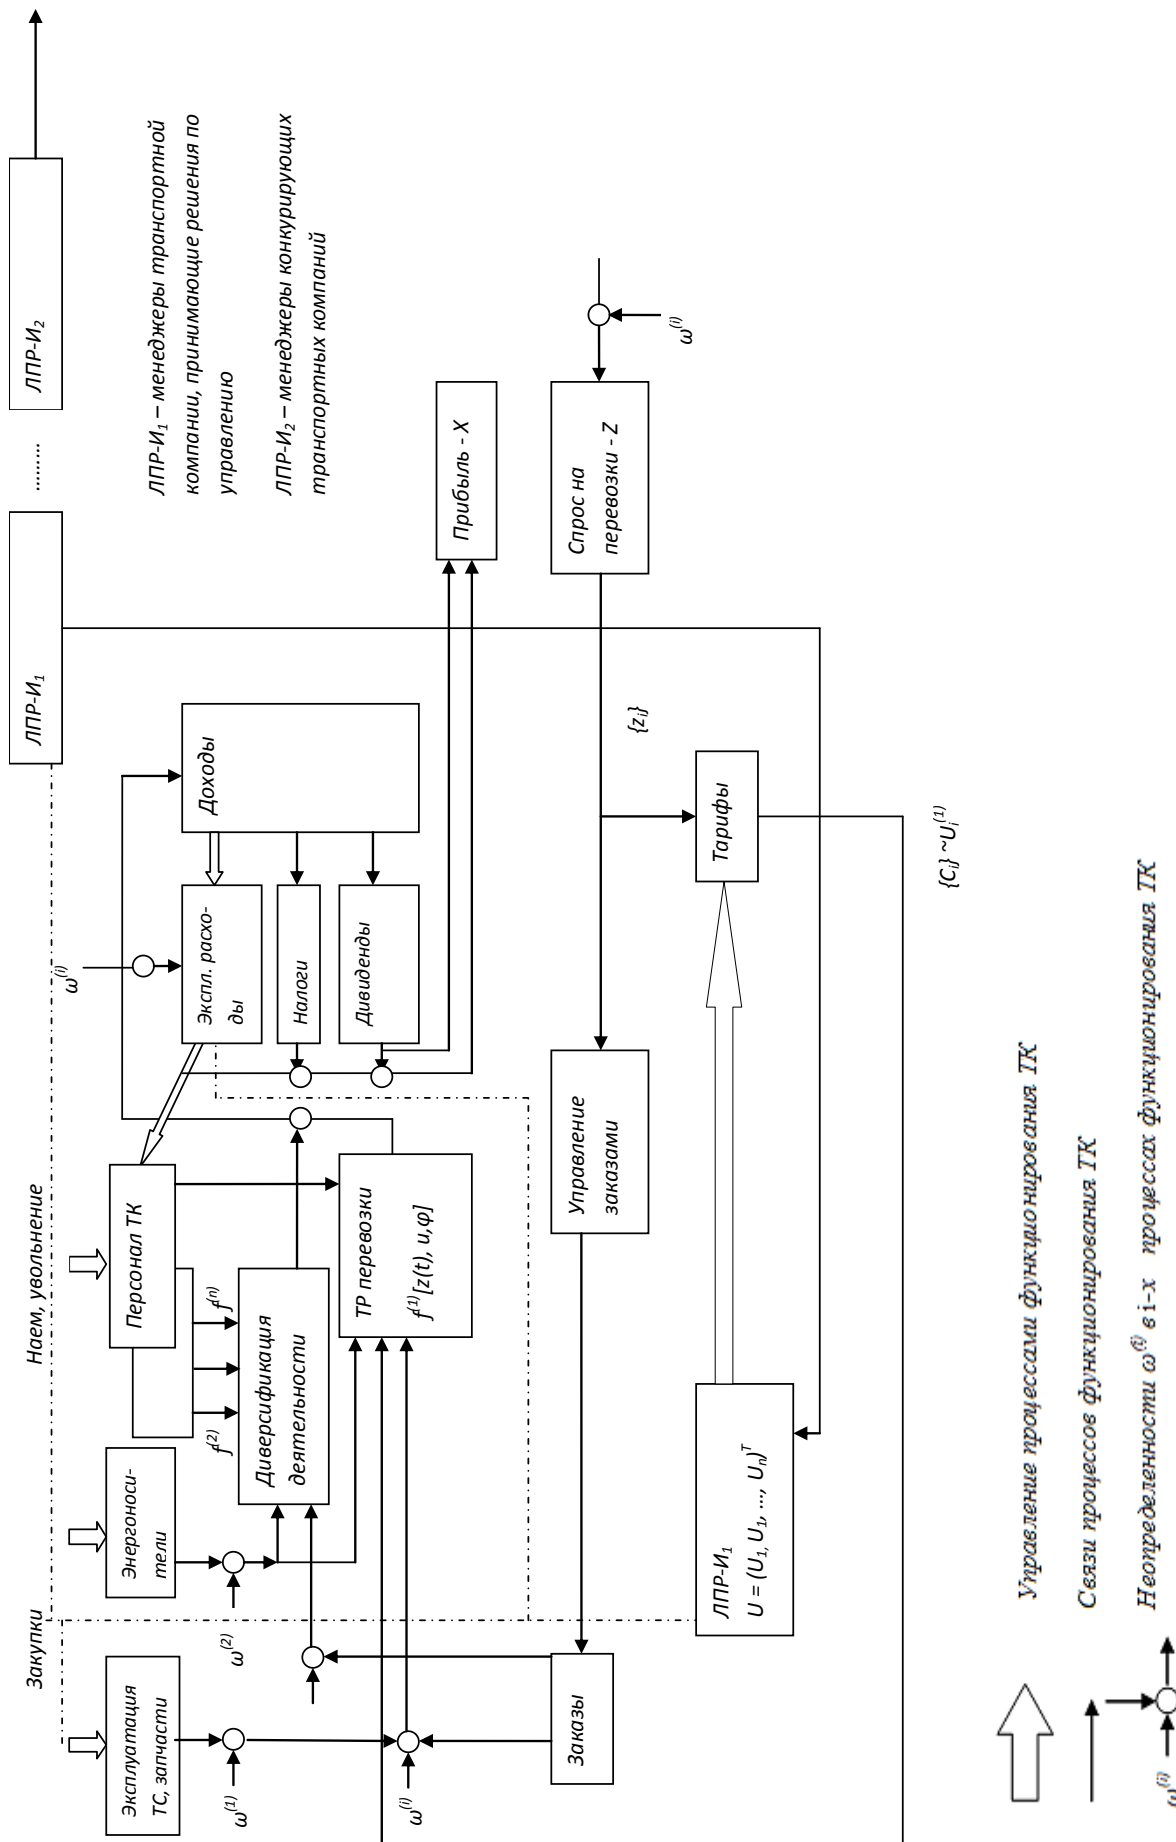 ЛПР-И₁
..........
ЛПР-И₂
ЛПР-И₁ – менеджеры транспортной
компании, принимающие решения по
управлению
ЛПР-И₂ – менеджеры конкурирующих
транспортных компаний
Закупки
Наем, увольнение
Эксплуатация
ТС, запчасти
Энергоноси-
тели
Персонал ТК
ω⁽ⁱ⁾
Экспл. расхо-
ды
Доходы
Налоги
Дивиденды
Прибыль - X
ω⁽¹⁾
ω⁽²⁾
f⁽²⁾
f⁽ⁿ⁾
Диверсификация
деятельности
ТР перевозки
f⁽¹⁾[z(t), u,φ]
ω⁽ⁱ⁾
Заказы
Управление
заказами
Спрос на
перевозки - Z
ω⁽ⁱ⁾
{zᵢ}
ЛПР-И₁
U = (U₁, U₁, ..., Uₙ)ᵀ
Тарифы
{Cᵢ} ~Uᵢ⁽¹⁾
Управление процессами функционирования ТК
Связи процессов функционирования ТК
ω⁽ⁱ⁾
Неопределенности ω⁽ⁱ⁾ в i-х процессах функционирования ТК